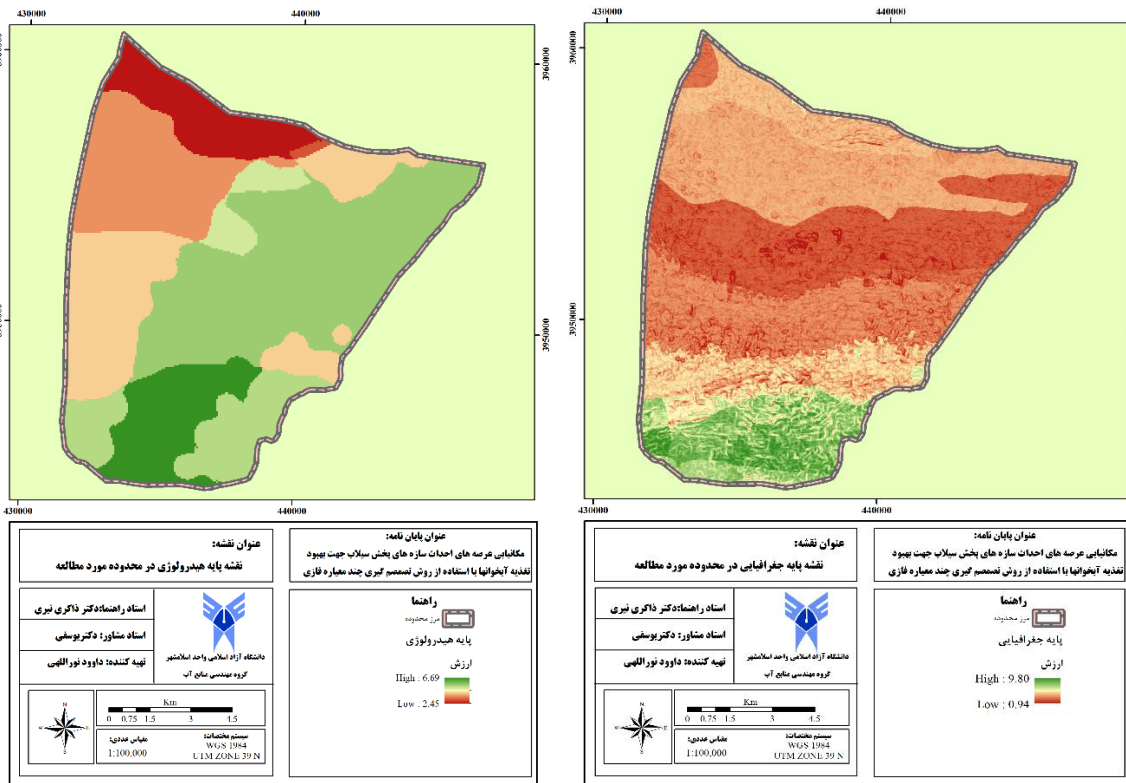 430000
440000
3960000
3950000
430000
440000
عنوان نقشه:
نقشه پایه هیدرولوژی در محدوده مورد مطالعه
استاد راهنما:دکتر ذاکری نیری
استاد مشاور: دکتریوسفی
تهیه کننده: داوود نوراللهی
دانشگاه آزاد اسلامی واحد اسلامشهر
گروه مهندسی منابع آب
N
W
E
S
Km
0 0.75 1.5 3 4.5
مقیاس عددی:
1:100,000
سیستم مختصات:
WGS 1984
UTM ZONE 39 N
عنوان پایان نامه:
مکانیابی عرصه های احداث سازه های پخش سیلاب جهت بهبود
تغذیه آبخوانها با استفاده از روش تصمصم گیری چند معیاره فازی
راهنما
مرز محدوده
پایه هیدرولوژی
ارزش
High : 6.69
Low : 2.45
430000
440000
3960000
3950000
430000
440000
عنوان نقشه:
نقشه پایه جغرافیایی در محدوده مورد مطالعه
استاد راهنما:دکتر ذاکری نیری
استاد مشاور: دکتریوسفی
تهیه کننده: داوود نوراللهی
دانشگاه آزاد اسلامی واحد اسلامشهر
گروه مهندسی منابع آب
N
W
E
S
Km
0 0.75 1.5 3 4.5
مقیاس عددی:
1:100,000
سیستم مختصات:
WGS 1984
UTM ZONE 39 N
عنوان پایان نامه:
مکانیابی عرصه های احداث سازه های پخش سیلاب جهت بهبود
تغذیه آبخوانها با استفاده از روش تصمصم گیری چند معیاره فازی
راهنما
مرز محدوده
پایه جغرافیایی
ارزش
High : 9.80
Low : 0.94